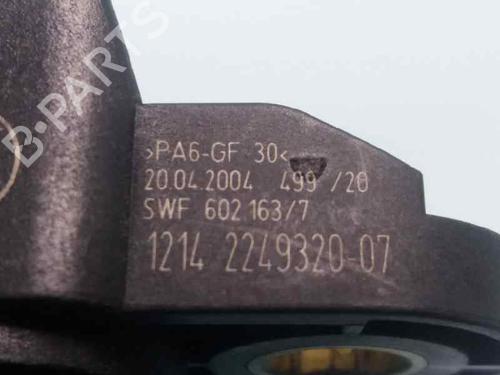 B-PARTS
>PA6-GF 30<
20.04.2004 499 /20
SWF 602 163/7
1214 2249320-07